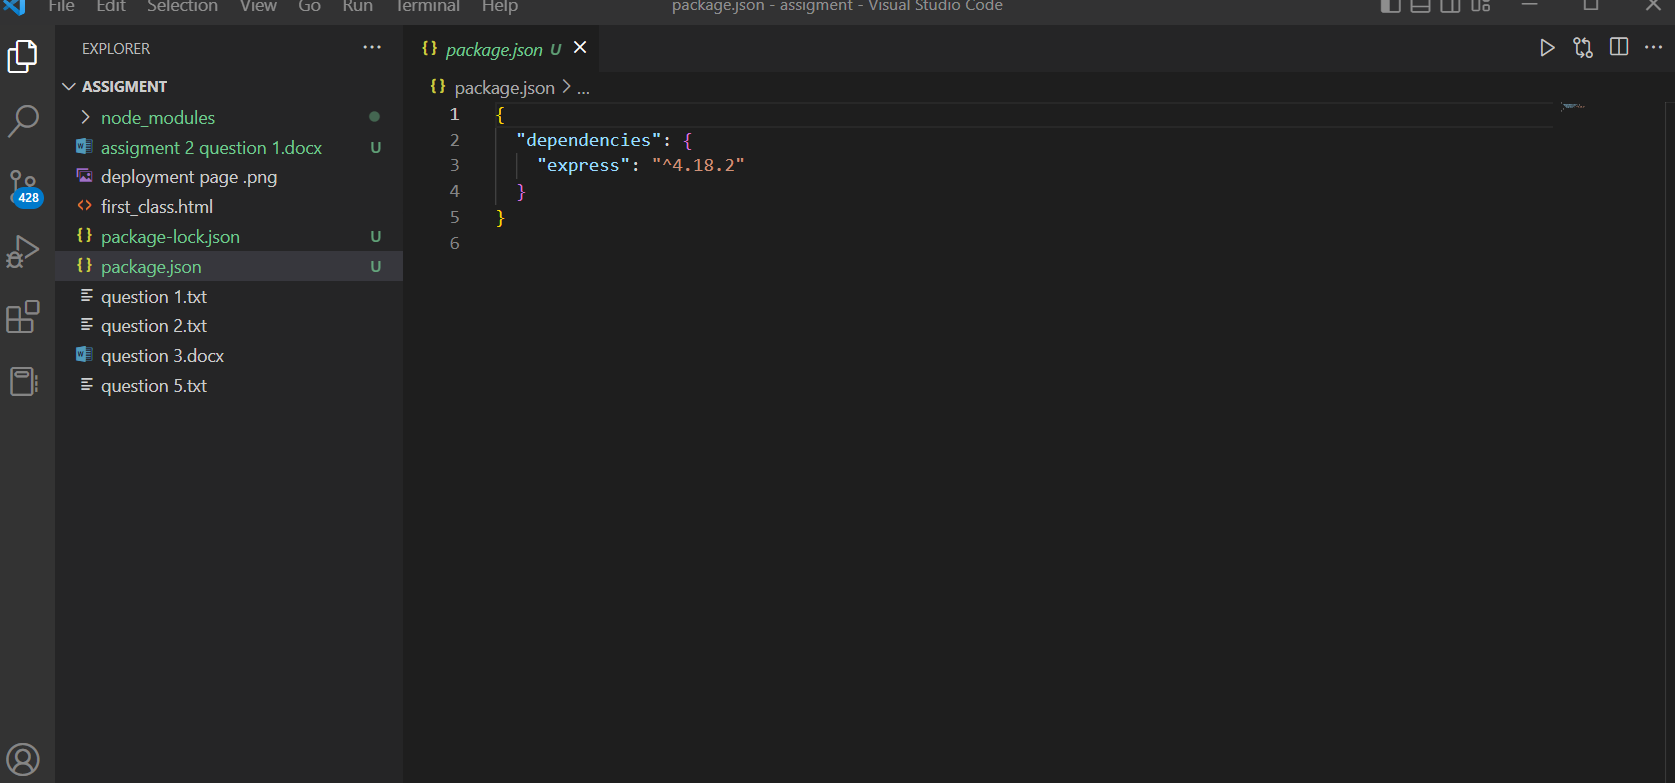 File Edit Selection View Go Run Terminal Help package.json - assigment - Visual Studio Code
EXPLORER
ASSIGMENT
node_modules
assigment 2 question 1.docx U
deployment page .png
first_class.html
package-lock.json U
package.json U
question 1.txt
question 2.txt
question 3.docx
question 5.txt
428
{} package.json U
{} package.json > ...
1 {
2 "dependencies": {
3 "express": "^4.18.2"
4 }
5 }
6